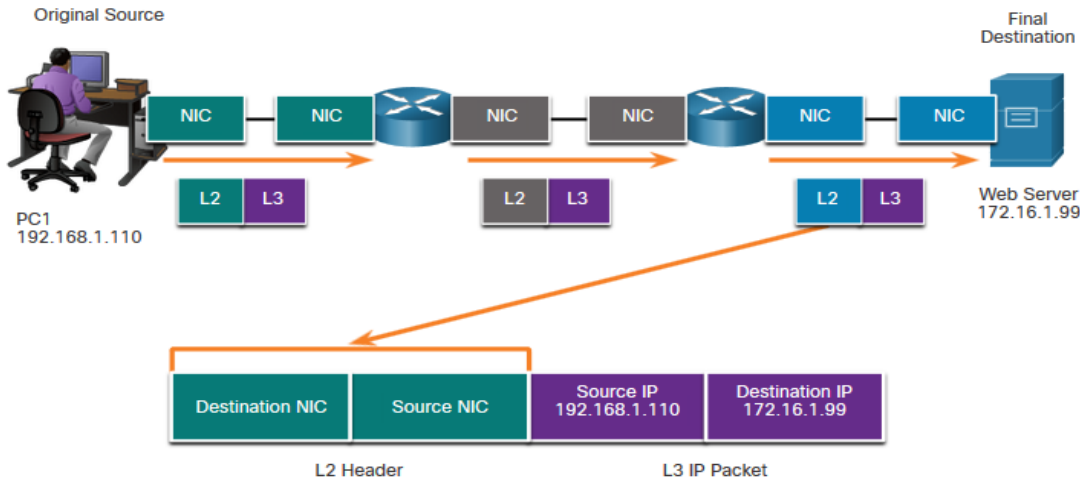 Original Source
Final
Destination
NIC
NIC
NIC
NIC
NIC
NIC
L2
L3
L2
L3
L2
L3
PC1
192.168.1.110
Web Server
172.16.1.99
Destination NIC
Source NIC
Source IP
192.168.1.110
Destination IP
172.16.1.99
L2 Header
L3 IP Packet